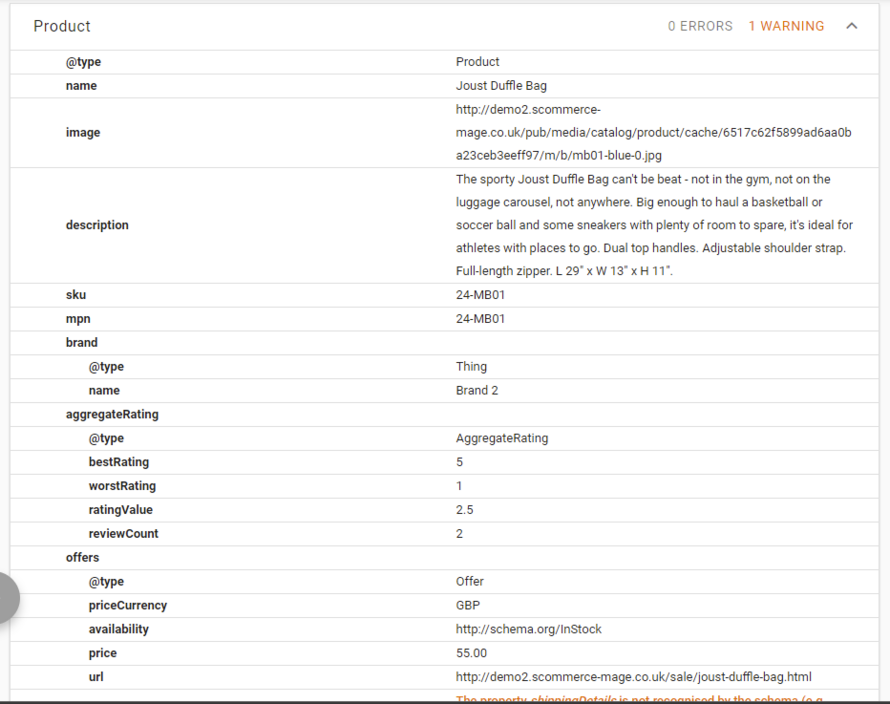 Product 0 ERRORS 1 WARNING
@type Product
name Joust Duffle Bag
http://demo2.scommerce-
image mage.co.uk/pub/media/catalog/product/cache/6517c62f5899ad6aa0b
a23ceb3eeff97/m/b/mb01-blue-0.jpg
The sporty Joust Duffle Bag can't be beat - not in the gym, not on the
luggage carousel, not anywhere. Big enough to haul a basketball or
description soccer ball and some sneakers with plenty of room to spare, it's ideal for
athletes with places to go. Dual top handles. Adjustable shoulder strap.
Full-length zipper. L 29" x W 13" x H 11".
sku 24-MB01
mpn 24-MB01
brand
@type Thing
name Brand 2
aggregateRating
@type AggregateRating
bestRating 5
worstRating 1
ratingValue 2.5
reviewCount 2
offers
@type Offer
priceCurrency GBP
availability http://schema.org/InStock
price 55.00
url http://demo2.scommerce-mage.co.uk/sale/joust-duffle-bag.html
The property shippingDetails is not recognised by the schema (e.g.